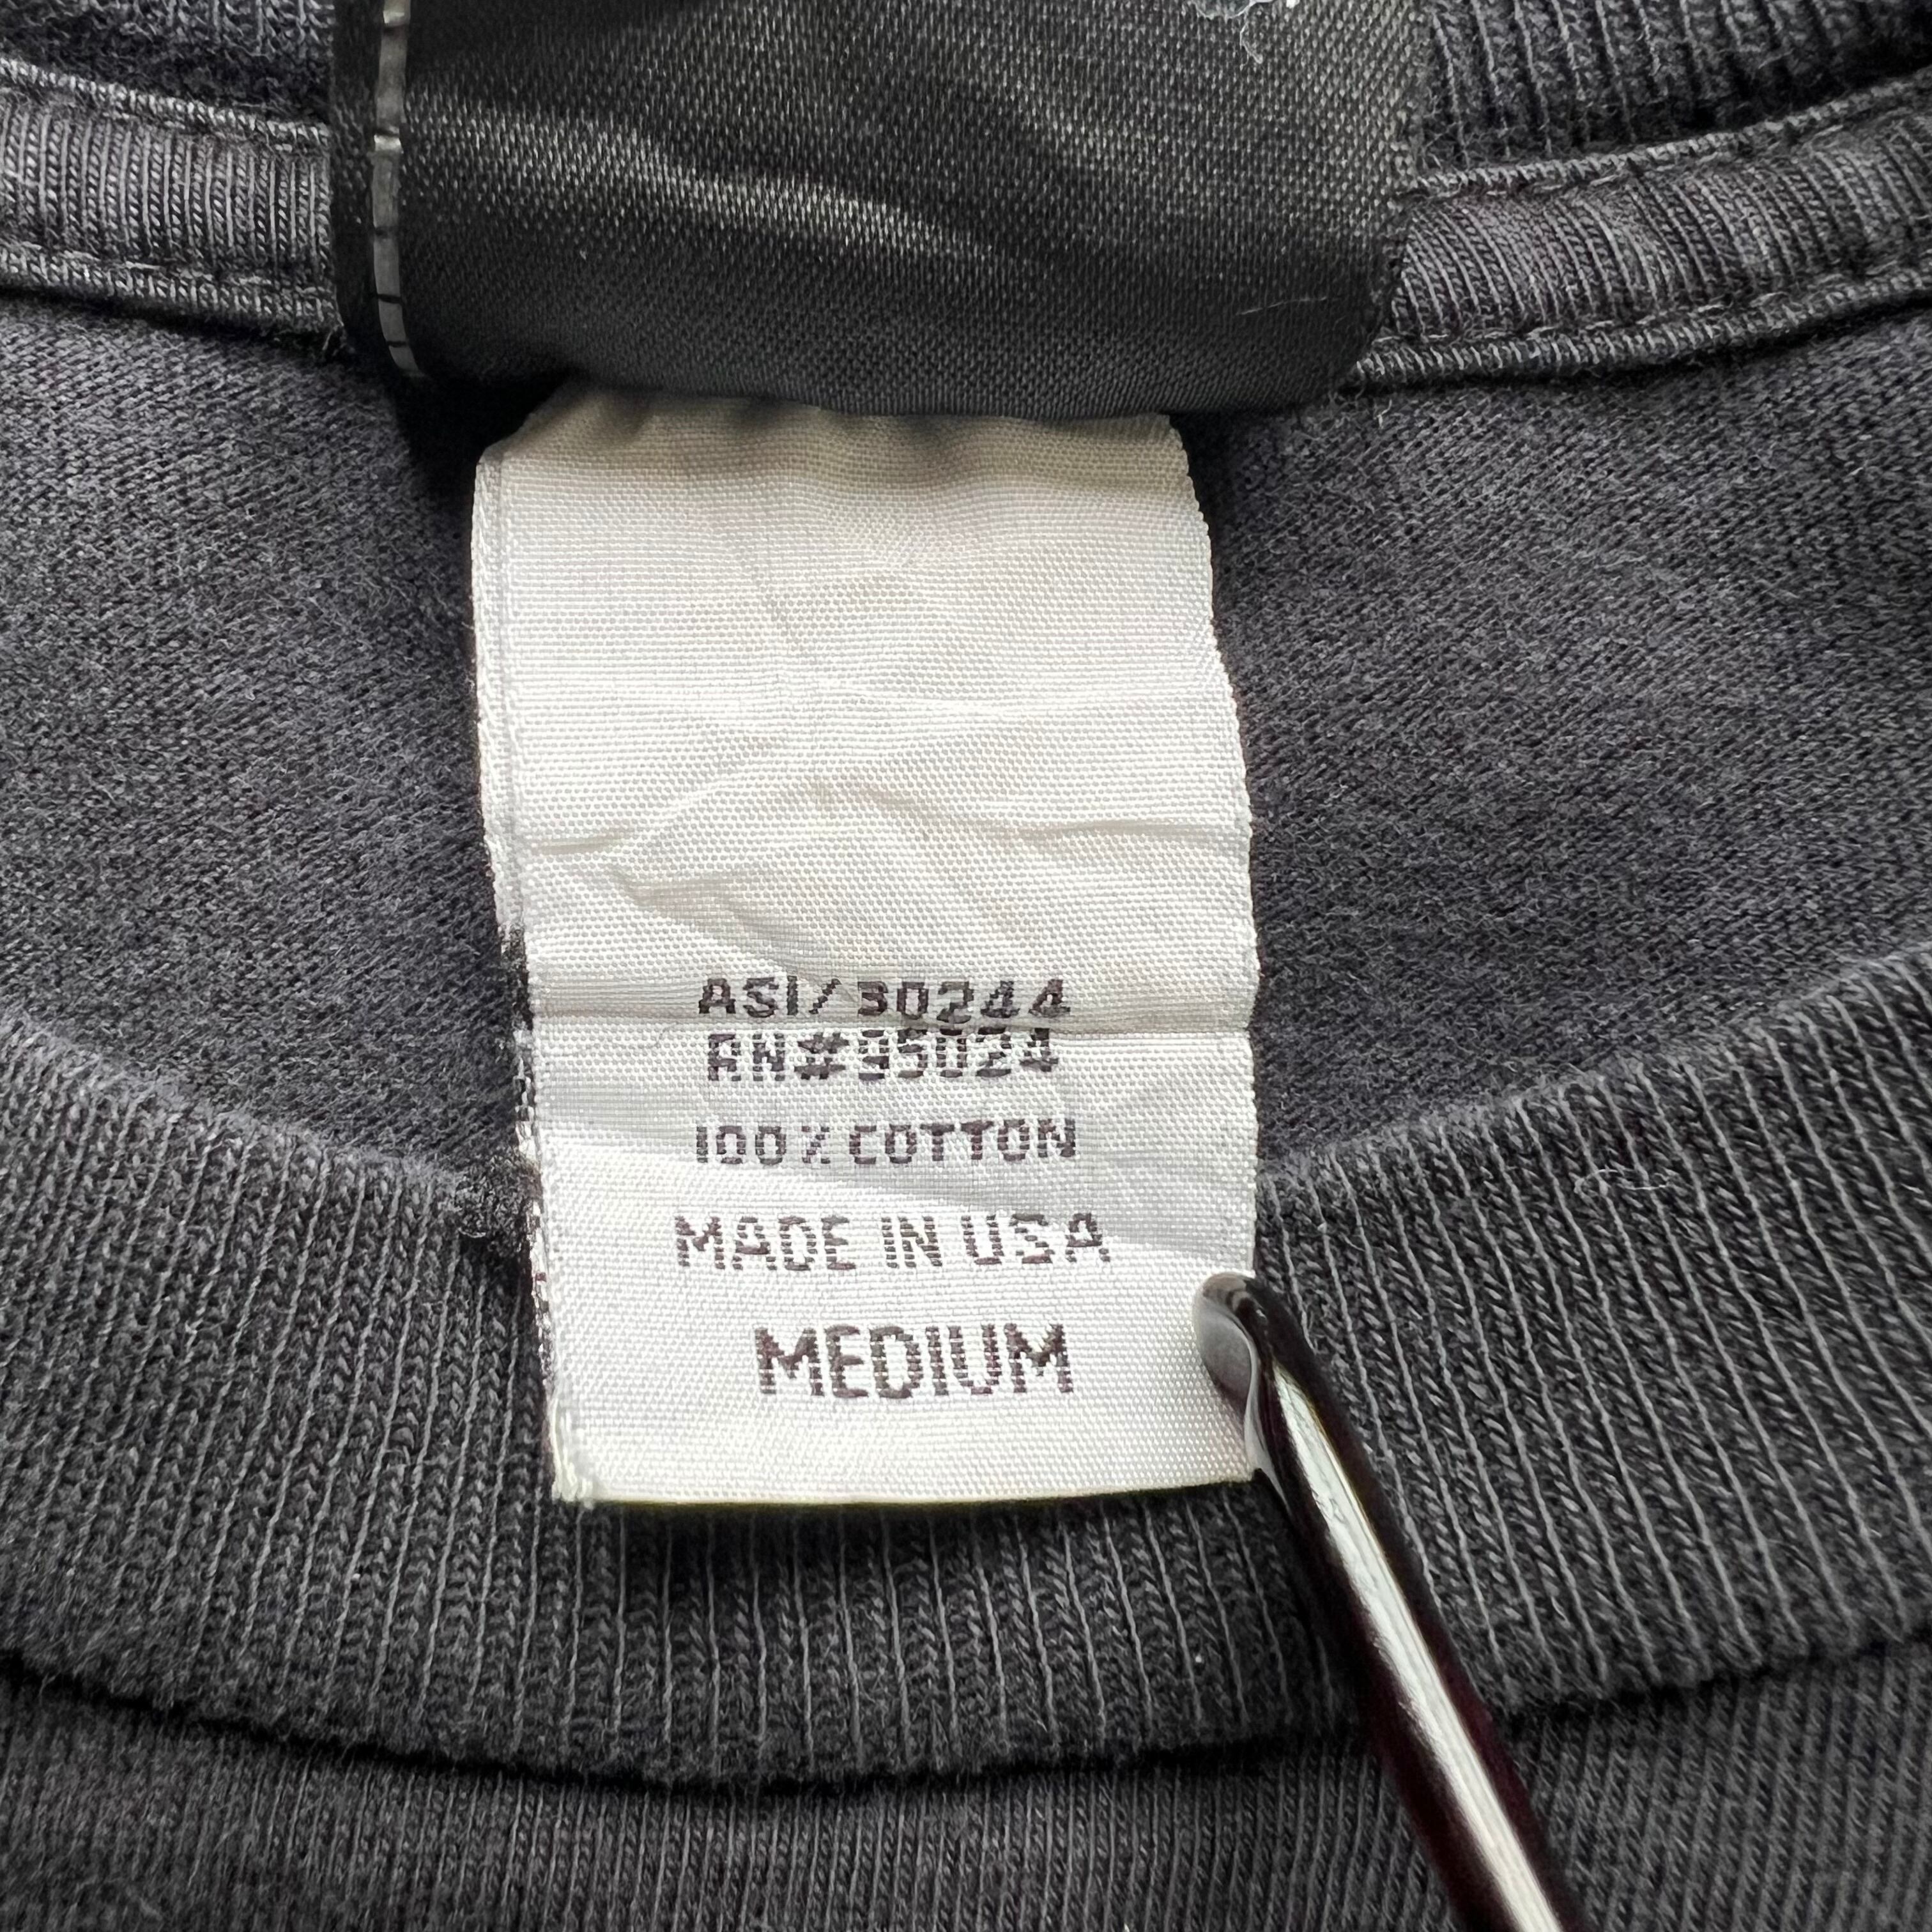 ASI/30244
RN#95024
100% COTTON
MADE IN USA
MEDIUM